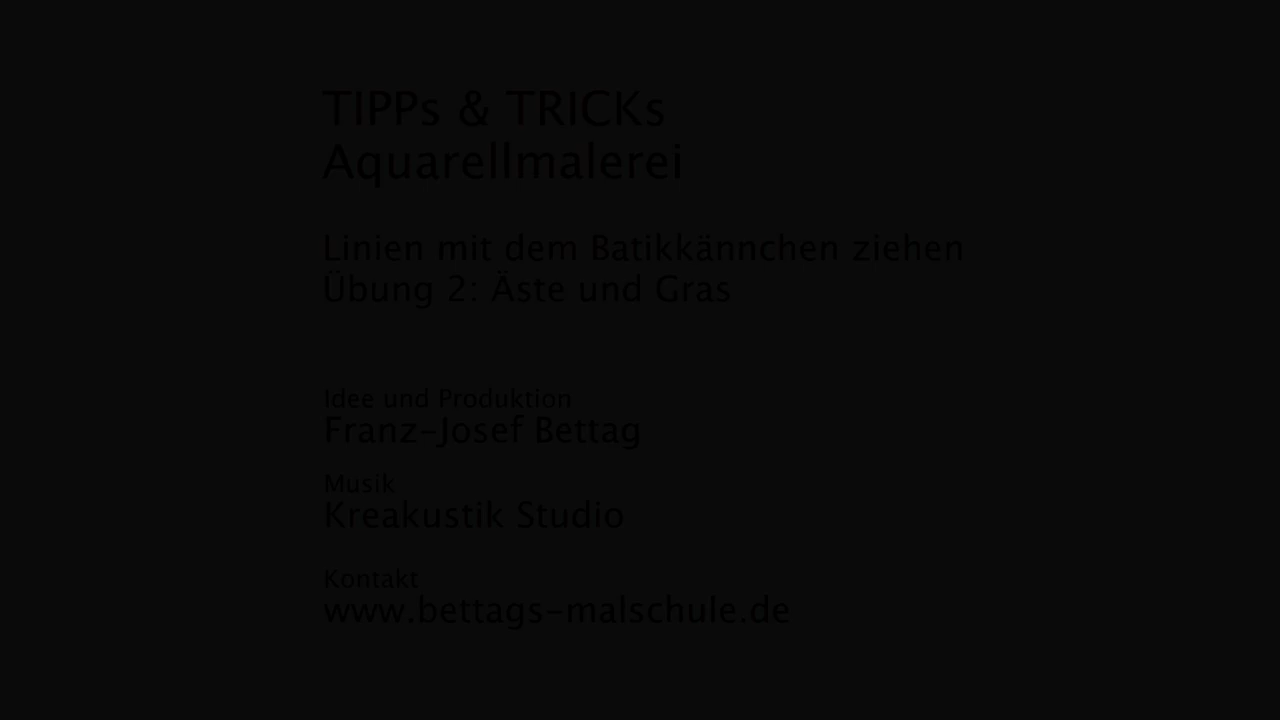 TIPPs & TRICKs
Aquarellmalerei
Linien mit dem Batikkännchen ziehen
Übung 2: Äste und Gras
Idee und Produktion
Franz-Josef Bettag
Musik
Kreakustik Studio
Kontakt
www.bettags-malschule.de